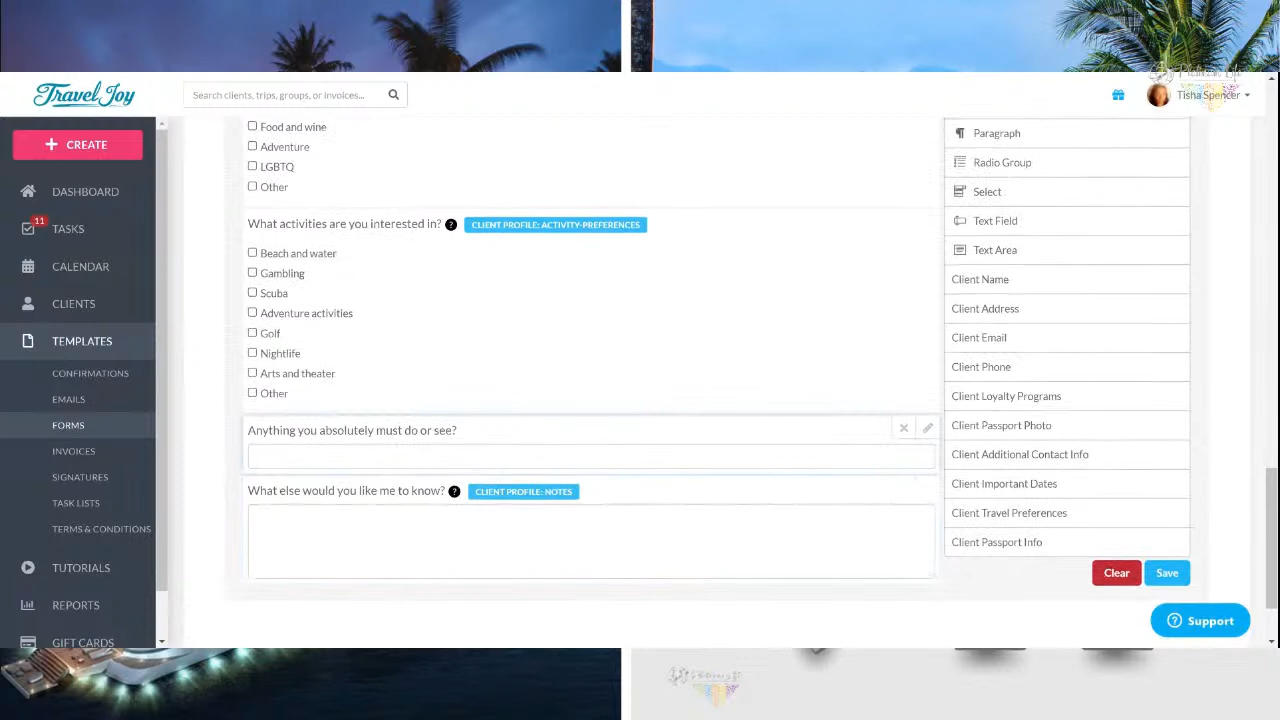 Travel Joy
Search clients, trips, groups, or invoices...
Tisha Spencer
CREATE
DASHBOARD
11
TASKS
CALENDAR
CLIENTS
TEMPLATES
CONFIRMATIONS
EMAILS
FORMS
INVOICES
SIGNATURES
TASK LISTS
TERMS & CONDITIONS
TUTORIALS
REPORTS
GIFT CARDS
Food and wine
Adventure
LGBTQ
Other
What activities are you interested in? ? CLIENT PROFILE: ACTIVITY-PREFERENCES
Beach and water
Gambling
Scuba
Adventure activities
Golf
Nightlife
Arts and theater
Other
Anything you absolutely must do or see?
What else would you like me to know? ? CLIENT PROFILE: NOTES
Paragraph
Radio Group
Select
Text Field
Text Area
Client Name
Client Address
Client Email
Client Phone
Client Loyalty Programs
Client Passport Photo
Client Additional Contact Info
Client Important Dates
Client Travel Preferences
Client Passport Info
Clear
Save
? Support